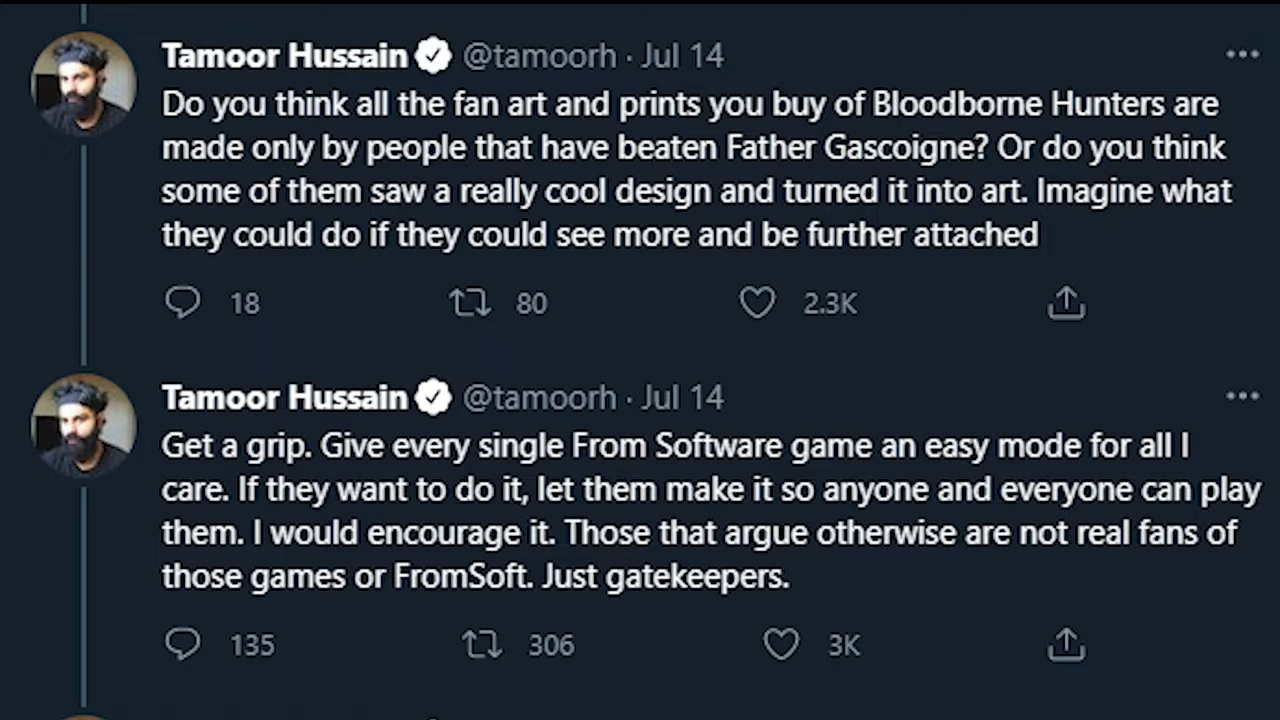 Tamoor Hussain @tamoorh · Jul 14
Do you think all the fan art and prints you buy of Bloodborne Hunters are
made only by people that have beaten Father Gascoigne? Or do you think
some of them saw a really cool design and turned it into art. Imagine what
they could do if they could see more and be further attached
18 80 2.3K
Tamoor Hussain @tamoorh · Jul 14
Get a grip. Give every single From Software game an easy mode for all I
care. If they want to do it, let them make it so anyone and everyone can play
them. I would encourage it. Those that argue otherwise are not real fans of
those games or FromSoft. Just gatekeepers.
135 306 3K